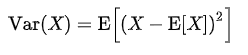 Var(X) = E[(X − E[X])²]